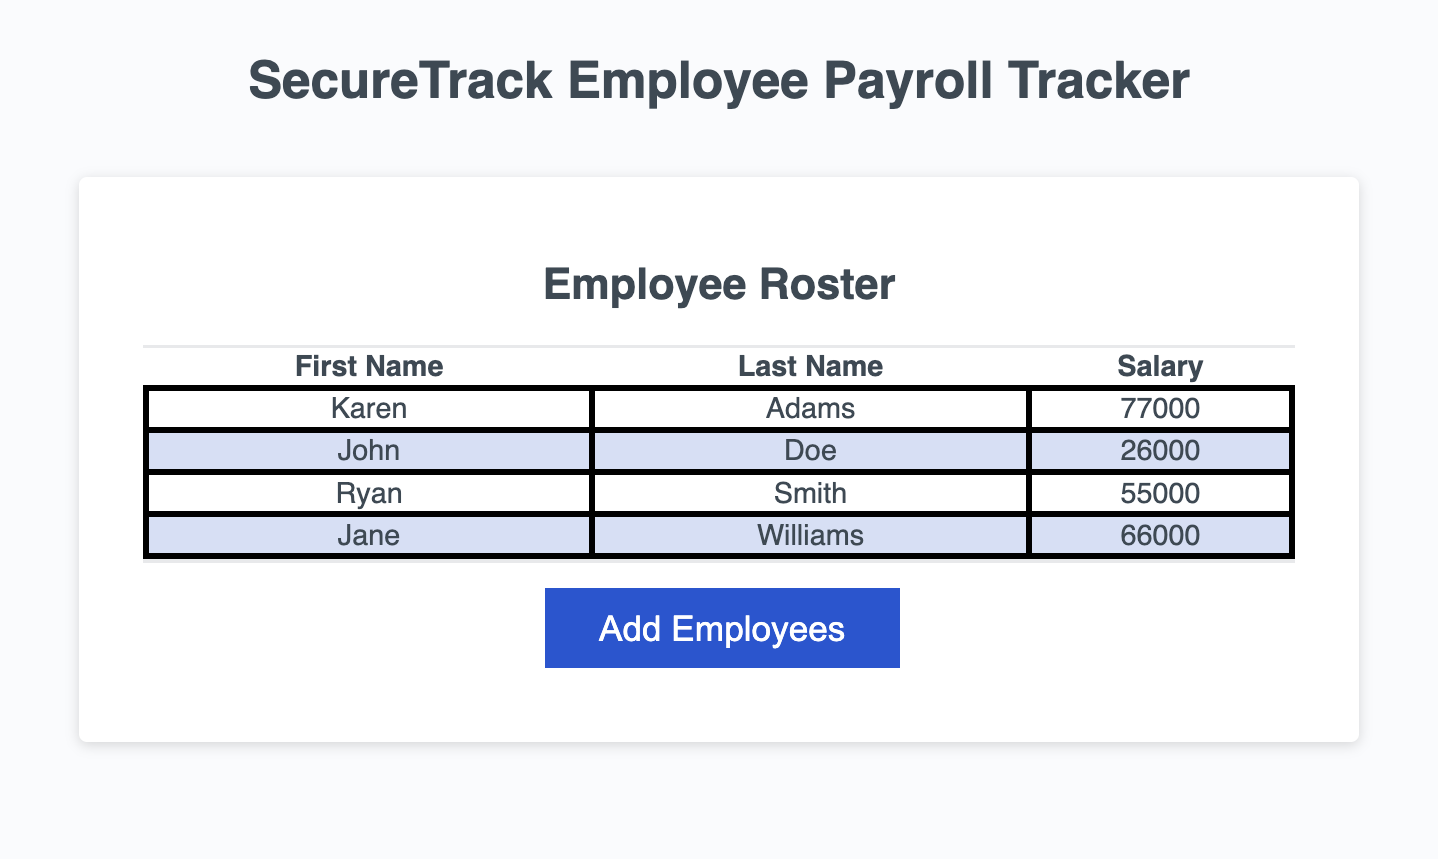 SecureTrack Employee Payroll Tracker
Employee Roster
First Name Last Name Salary
Karen Adams 77000
John Doe 26000
Ryan Smith 55000
Jane Williams 66000
Add Employees